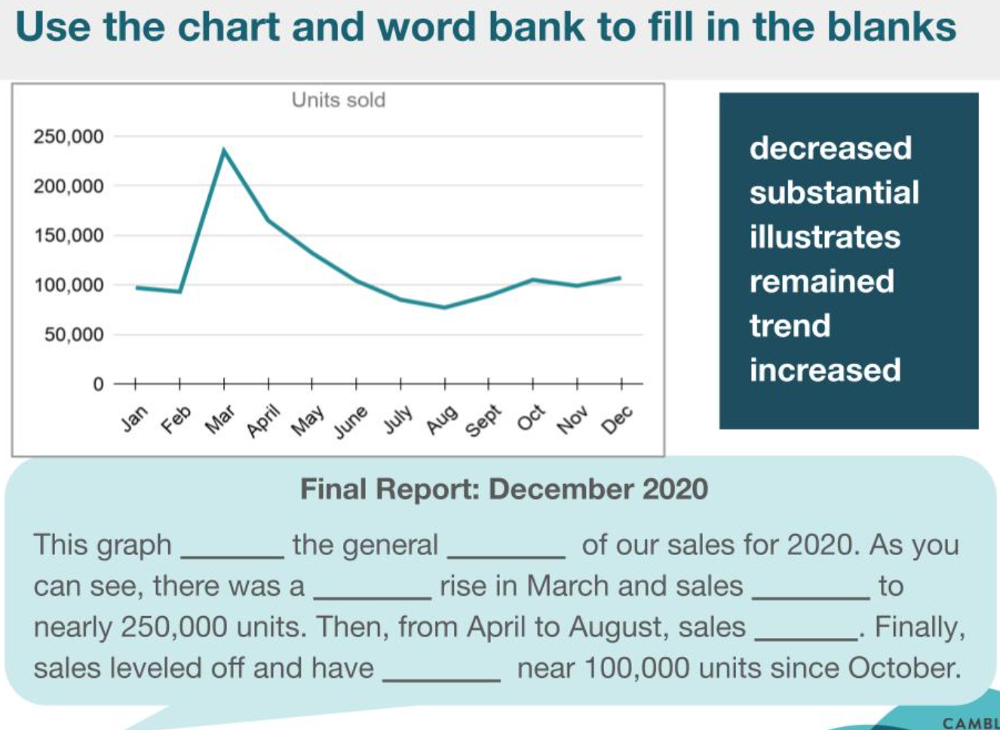 Use the chart and word bank to fill in the blanks
Units sold
250,000
200,000
150,000
100,000
50,000
0
Jan Feb Mar April May June July Aug Sept Oct Nov Dec
decreased
substantial
illustrates
remained
trend
increased
Final Report: December 2020
This graph ______ the general _______ of our sales for 2020. As you
can see, there was a _______ rise in March and sales _______ to
nearly 250,000 units. Then, from April to August, sales ______. Finally,
sales leveled off and have _______ near 100,000 units since October.
CAMBL